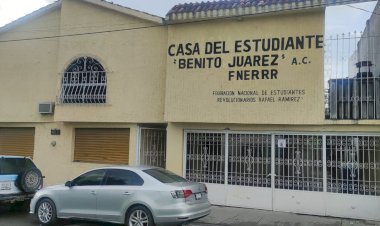 CASA DEL ESTUDIANTE
"BENITO JUAREZ" A.C.
FNERRR
FEDERACION NACIONAL DE ESTUDIANTES
REVOLUCIONARIOS RAFAEL RAMIREZ